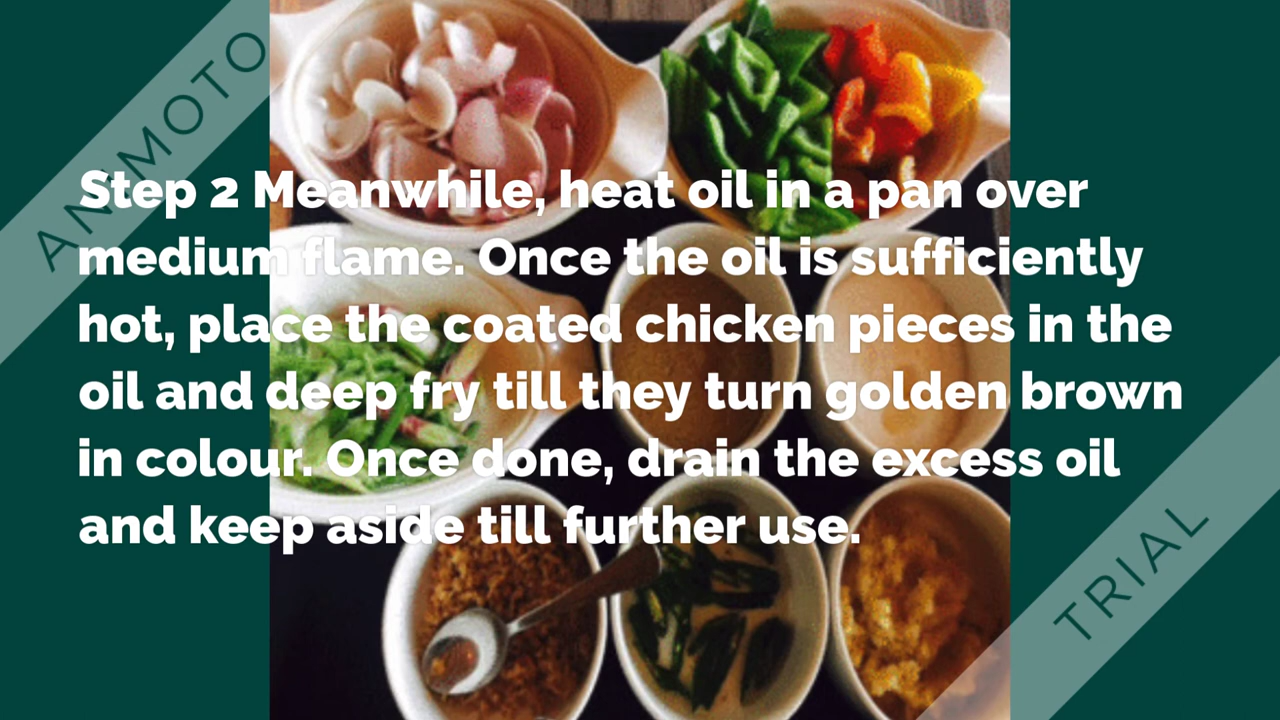 ANIMOTO
Step 2 Meanwhile, heat oil in a pan over
medium flame. Once the oil is sufficiently
hot, place the coated chicken pieces in the
oil and deep fry till they turn golden brown
in colour. Once done, drain the excess oil
and keep aside till further use.
TRIAL